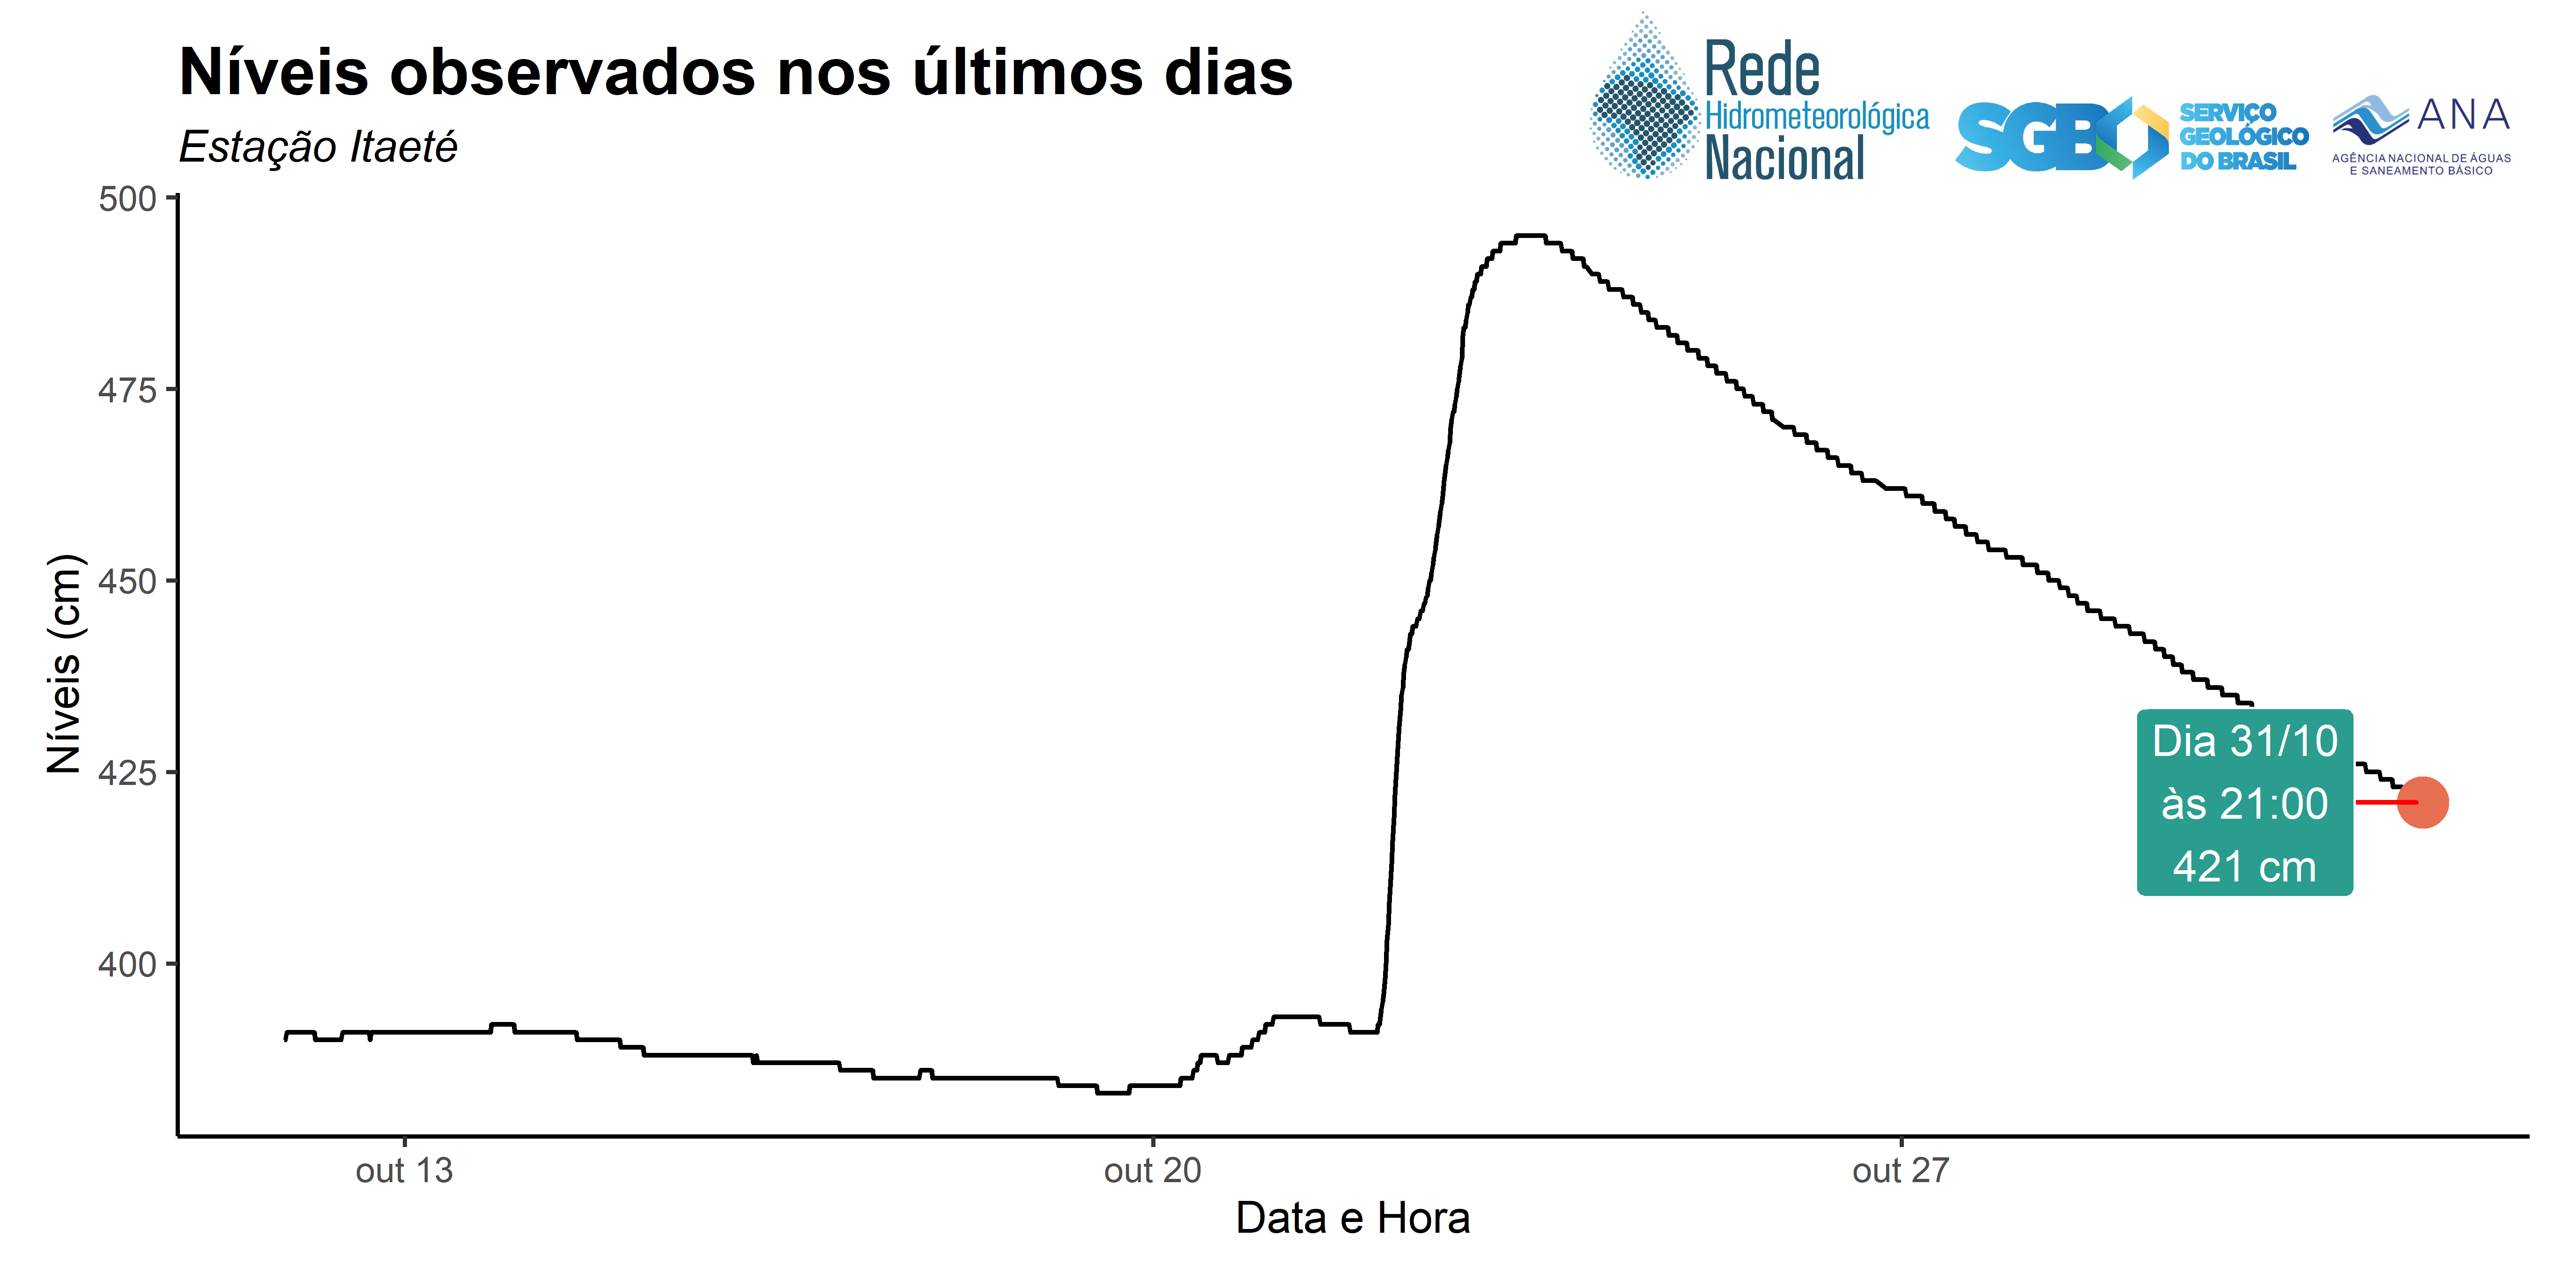 Níveis observados nos últimos dias
Estação Itaeté
Rede
Hidrometeorológica
Nacional
SGB
SERVIÇO
GEOLÓGICO
DO BRASIL
ANA
AGÊNCIA NACIONAL DE ÁGUAS
E SANEAMENTO BÁSICO
500
475
450
425
400
Níveis (cm)
Dia 31/10
às 21:00
421 cm
out 13
out 20
out 27
Data e Hora